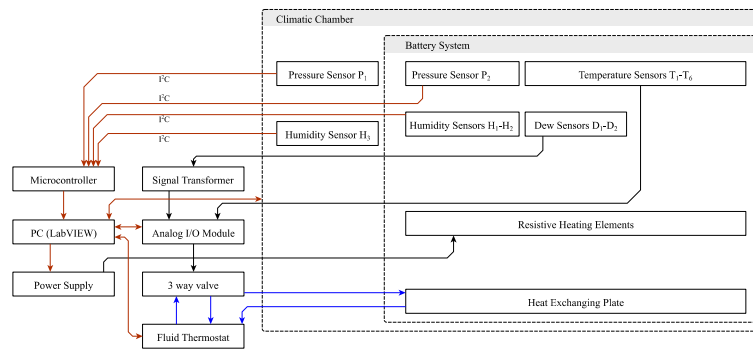 Climatic Chamber
Battery System
Pressure Sensor P1
Pressure Sensor P2
Temperature Sensors T1-T6
I2C
I2C
I2C
I2C
Humidity Sensor H3
Humidity Sensors H1-H2
Dew Sensors D1-D2
Microcontroller
Signal Transformer
PC (LabVIEW)
Analog I/O Module
Resistive Heating Elements
Power Supply
3 way valve
Heat Exchanging Plate
Fluid Thermostat